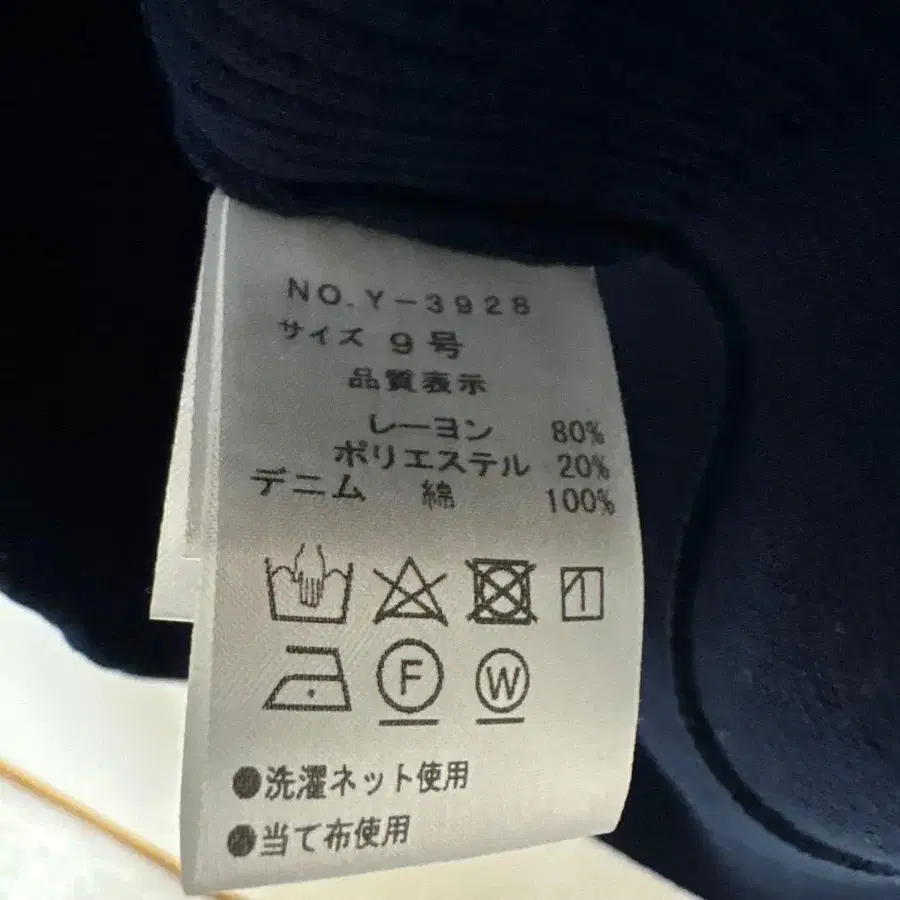 NO.Y-3928
サイズ 9号
品質表示
レーヨン 80%
ポリエステル 20%
デニム 綿 100%
F W
●洗濯ネット使用
●当て布使用